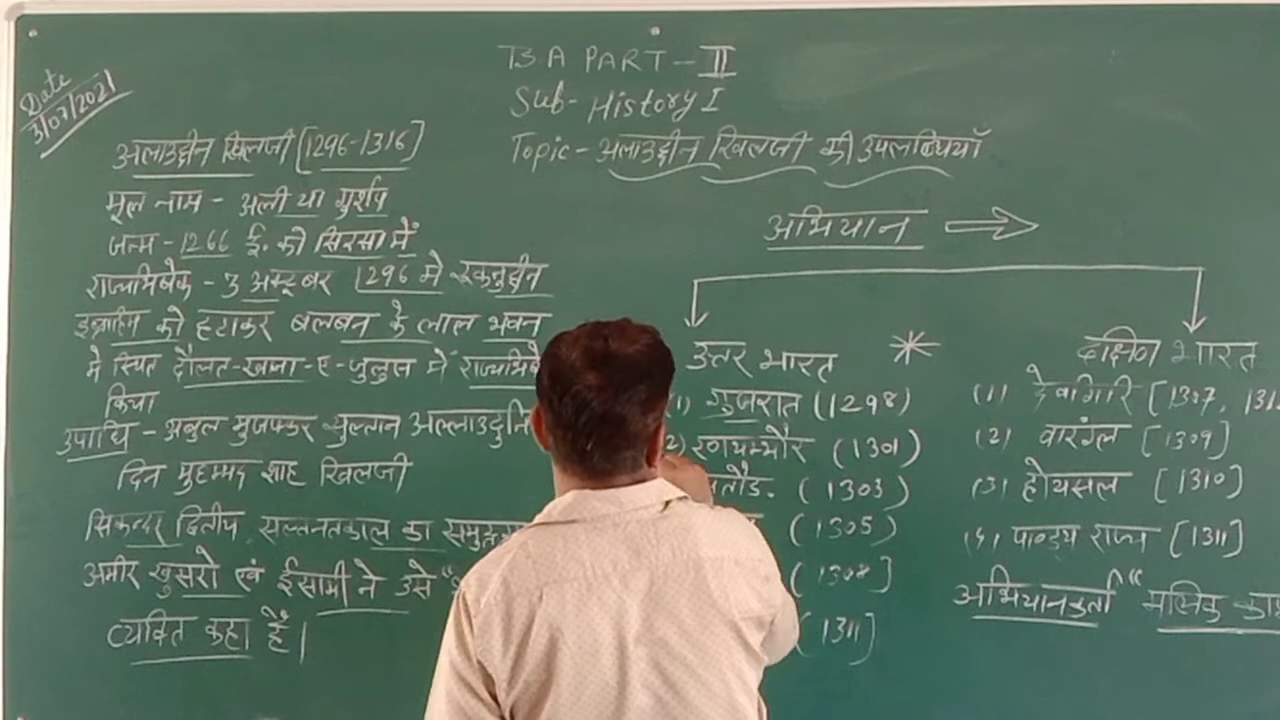 Date
3/07/2021
B.A PART-II
Sub-History I
Topic-अलाउद्दीन खिलजी की उपलब्धियाँ
अलाउद्दीन खिलजी [1296-1316]
मूल नाम - अली या गुर्शप
जन्म - 1266 ई. को सिरसा में
राज्याभिषेक - 3 अक्टूबर 1296 में रुकनुद्दीन
इब्राहिम को हटाकर बलबन के लाल भवन
में स्थित दौलत-खाना-ए-जुलुस में
किया
उपाधि - अबुल मुजफ्फर सुल्तान अल्लाउदुनि
दिन मुहम्मद शाह खिलजी
सिकन्दर द्वितीय, सल्तनतकाल का
अमीर खुसरो एवं ईसामी ने उसे
व्यक्ति कहा है।
अभियान
उत्तर भारत
(1) गुजरात (1298)
(2) रणथम्भौर (1301)
(1303)
(1305)
(1308]
(1311]
दक्षिण भारत
(1) देवगिरि [1307,
(2) वारंगल [1309]
(3) होयसल [1310]
(4) पाण्ड्य राज्य [1311]
अभियानकर्ता "मलिक